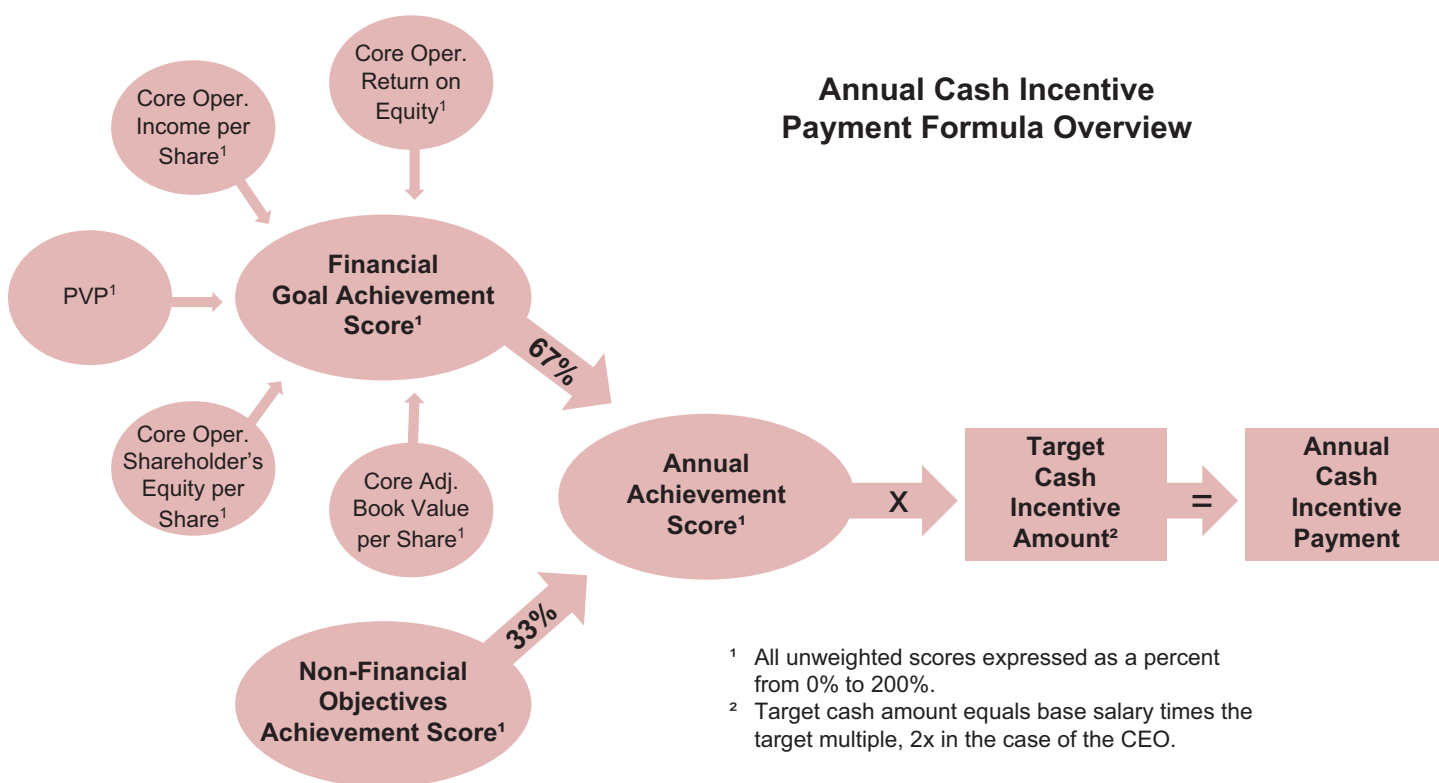 Annual Cash Incentive
Payment Formula Overview
Core Oper.
Return on
Equity¹
Core Oper.
Income per
Share¹
PVP¹
Financial
Goal Achievement
Score¹
67%
Core Oper.
Shareholder’s
Equity per
Share¹
Core Adj.
Book Value
per Share¹
Annual
Achievement
Score¹
X
Target
Cash
Incentive
Amount²
=
Annual
Cash
Incentive
Payment
33%
Non-Financial
Objectives
Achievement Score¹
¹ All unweighted scores expressed as a percent
from 0% to 200%.
² Target cash amount equals base salary times the
target multiple, 2x in the case of the CEO.